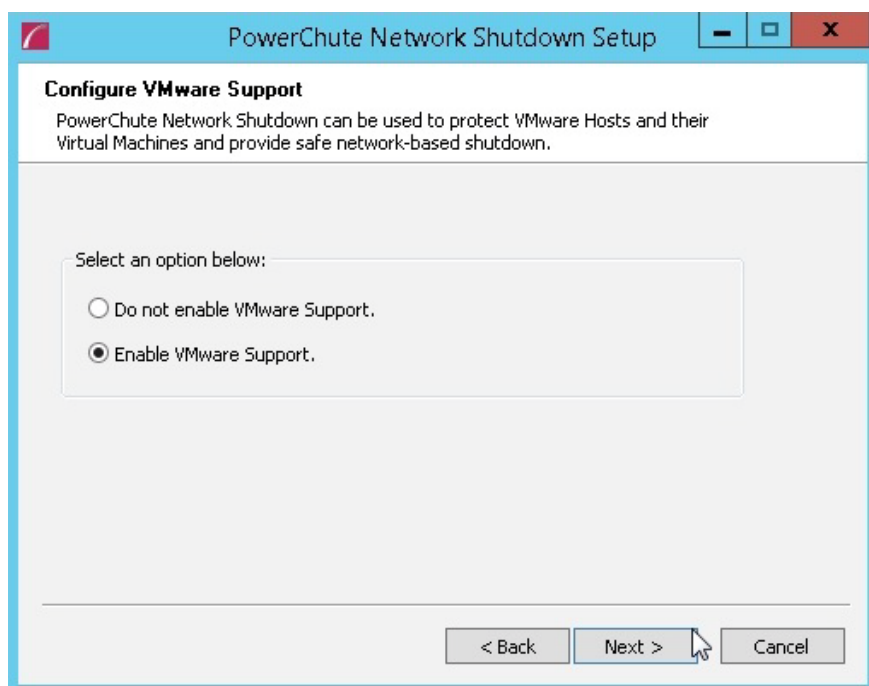 PowerChute Network Shutdown Setup
Configure VMware Support
PowerChute Network Shutdown can be used to protect VMware Hosts and their
Virtual Machines and provide safe network-based shutdown.
Select an option below:
Do not enable VMware Support.
Enable VMware Support.
< Back
Next >
Cancel